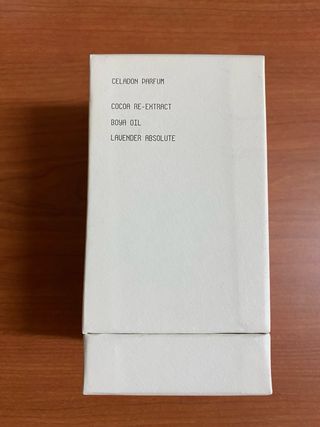 CELADON PARFUM
COCOA RE-EXTRACT
BOYA OIL
LAVENDER ABSOLUTE